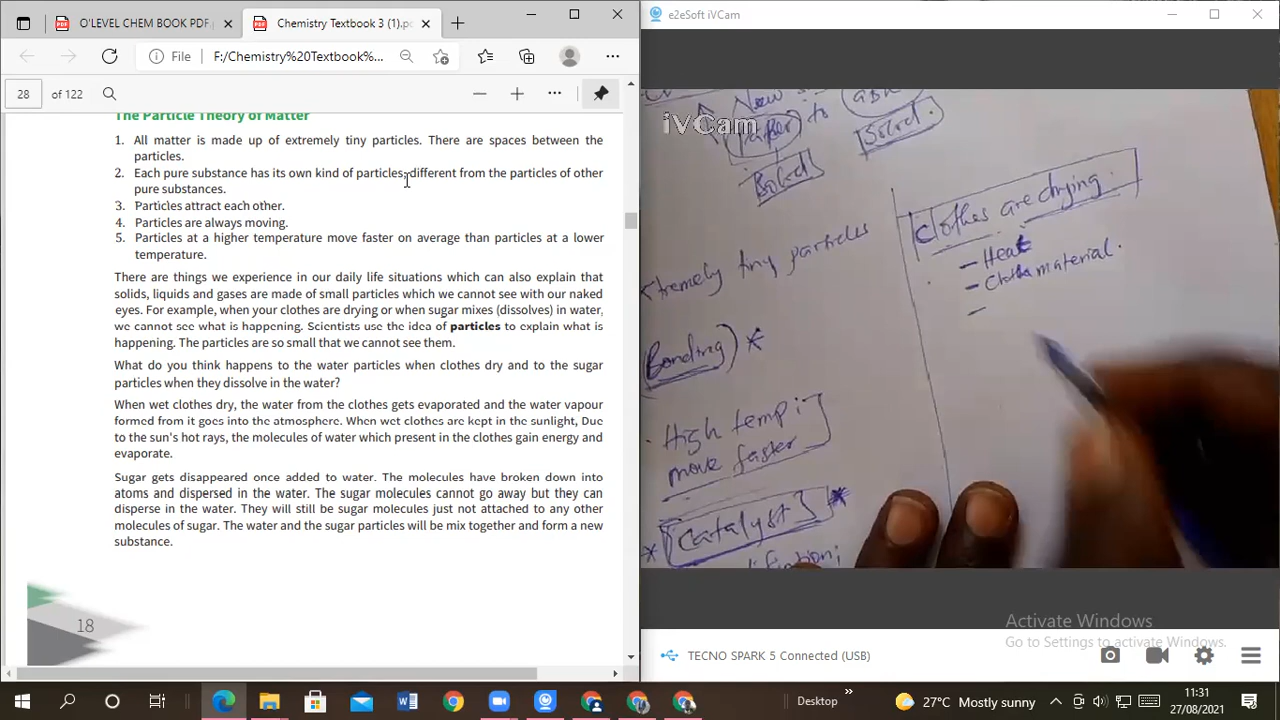 O'LEVEL CHEM BOOK PDF
Chemistry Textbook 3 (1).pc
File
F:/Chemistry%20Textbook%...
28
of 122
The Particle Theory of Matter
1. All matter is made up of extremely tiny particles. There are spaces between the
particles.
2. Each pure substance has its own kind of particles, different from the particles of other
pure substances.
3. Particles attract each other.
4. Particles are always moving.
5. Particles at a higher temperature move faster on average than particles at a lower
temperature.
There are things we experience in our daily life situations which can also explain that
solids, liquids and gases are made of small particles which we cannot see with our naked
eyes. For example, when your clothes are drying or when sugar mixes (dissolves) in water,
we cannot see what is happening. Scientists use the idea of particles to explain what is
happening. The particles are so small that we cannot see them.
What do you think happens to the water particles when clothes dry and to the sugar
particles when they dissolve in the water?
When wet clothes dry, the water from the clothes gets evaporated and the water vapour
formed from it goes into the atmosphere. When wet clothes are kept in the sunlight, Due
to the sun's hot rays, the molecules of water which present in the clothes gain energy and
evaporate.
Sugar gets disappeared once added to water. The molecules have broken down into
atoms and dispersed in the water. The sugar molecules cannot go away but they can
disperse in the water. They will still be sugar molecules just not attached to any other
molecules of sugar. The water and the sugar particles will be mix together and form a new
substance.
18
e2eSoft iVCam
iVCam
to
tremely tiny particles
Bonding) *
High temp;
move faster
* [Catalyst} *
Clothes are drying.
- Heat
- material.
-
Activate Windows
Go to Settings to activate Windows.
TECNO SPARK 5 Connected (USB)
Desktop
27°C Mostly sunny
11:31
27/08/2021